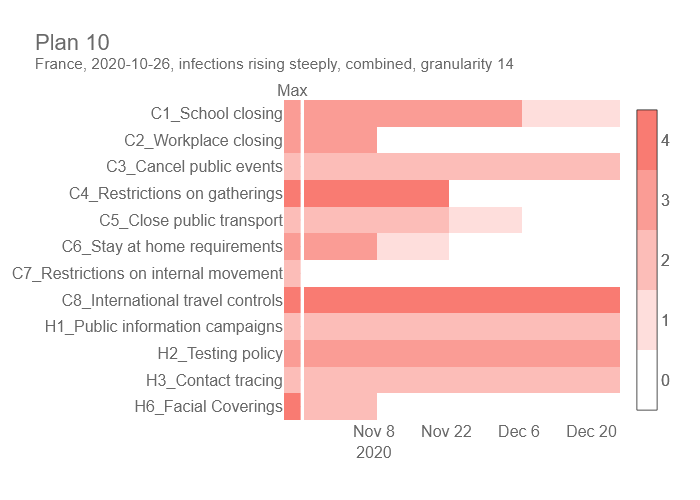 Plan 10
France, 2020-10-26, infections rising steeply, combined, granularity 14
Max
C1_School closing
C2_Workplace closing
C3_Cancel public events
C4_Restrictions on gatherings
C5_Close public transport
C6_Stay at home requirements
C7_Restrictions on internal movement
C8_International travel controls
H1_Public information campaigns
H2_Testing policy
H3_Contact tracing
H6_Facial Coverings
Nov 8 Nov 22 Dec 6 Dec 20
2020
4
3
2
1
0